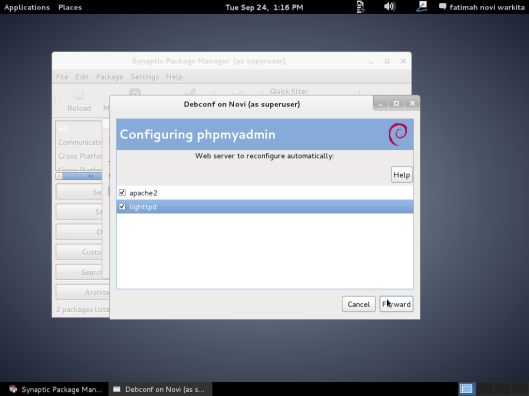 Applications Places Tue Sep 24, 1:16 PM fatimah novi warkita
Synaptic Package Manager (as superuser)
File Edit Package Settings Help
Quick filter
Reload
Debconf on Novi (as superuser)
Configuring phpmyadmin
Web server to reconfigure automatically:
Help
apache2
lighttpd
All
Cross Platfo
Se
St
O
Custo
Search
Archite
2 packages liste
Cancel Forward
Synaptic Package Man... Debconf on Novi (as s...